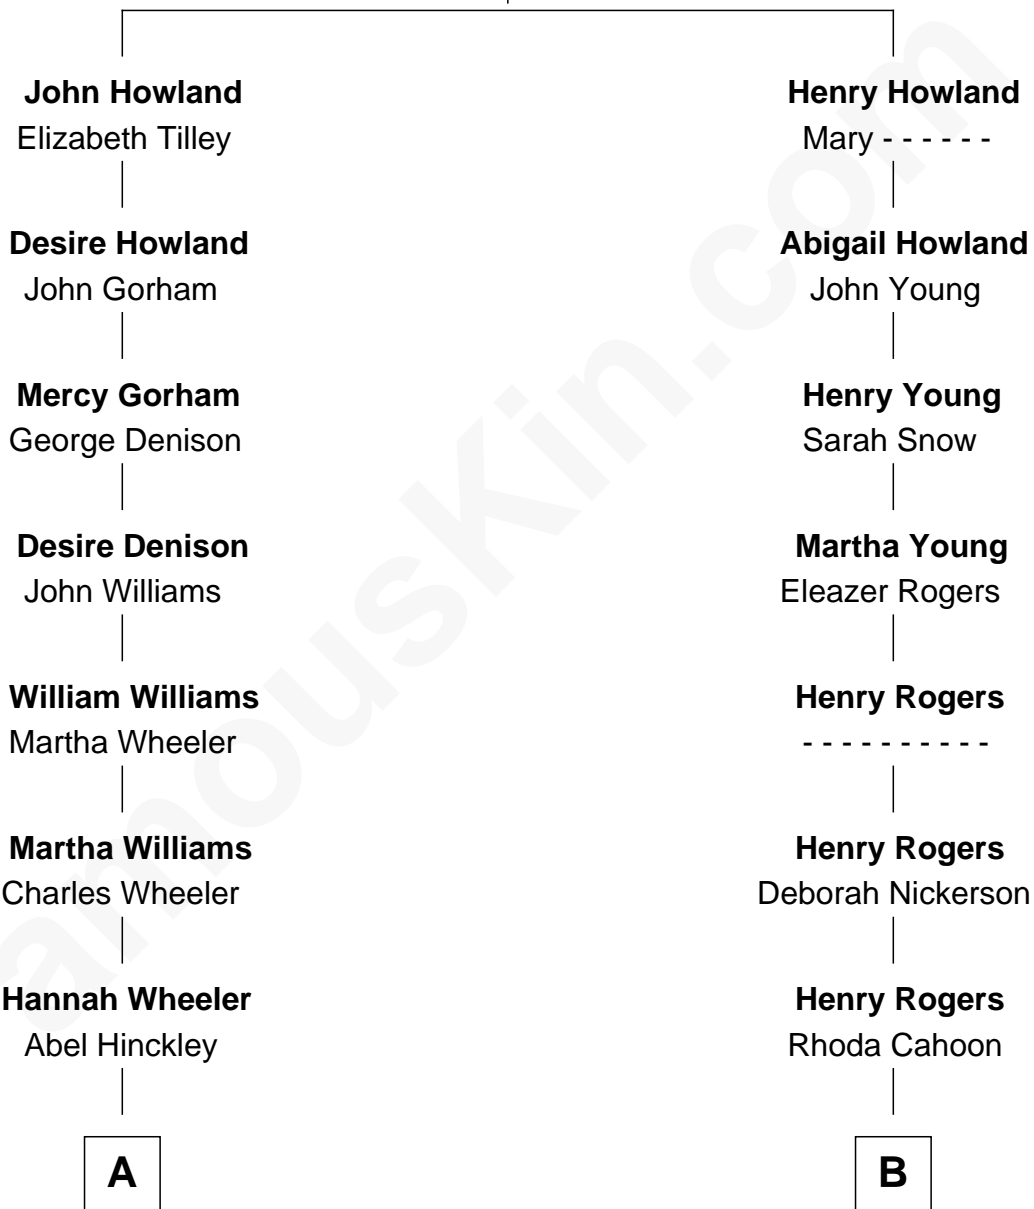 John Howland
Elizabeth Tilley
Desire Howland
John Gorham
Mercy Gorham
George Denison
Desire Denison
John Williams
William Williams
Martha Wheeler
Martha Williams
Charles Wheeler
Hannah Wheeler
Abel Hinckley
A
Henry Howland
Mary - - - - - -
Abigail Howland
John Young
Henry Young
Sarah Snow
Martha Young
Eleazer Rogers
Henry Rogers
- - - - - - - - - -
Henry Rogers
Deborah Nickerson
Henry Rogers
Rhoda Cahoon
B
amousKin.com